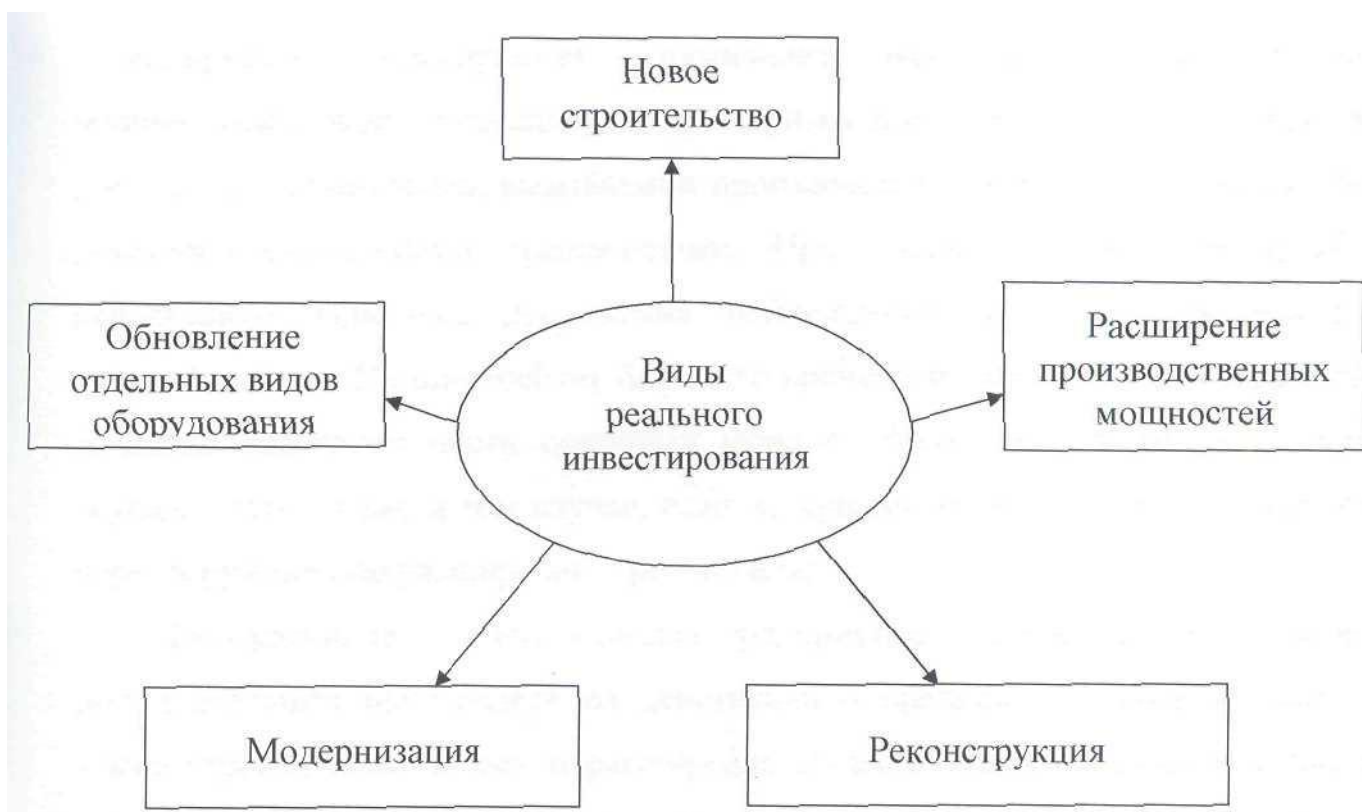 Новое
строительство
Обновление
отдельных видов
оборудования
Виды
реального
инвестирования
Расширение
производственных
мощностей
Модернизация
Реконструкция